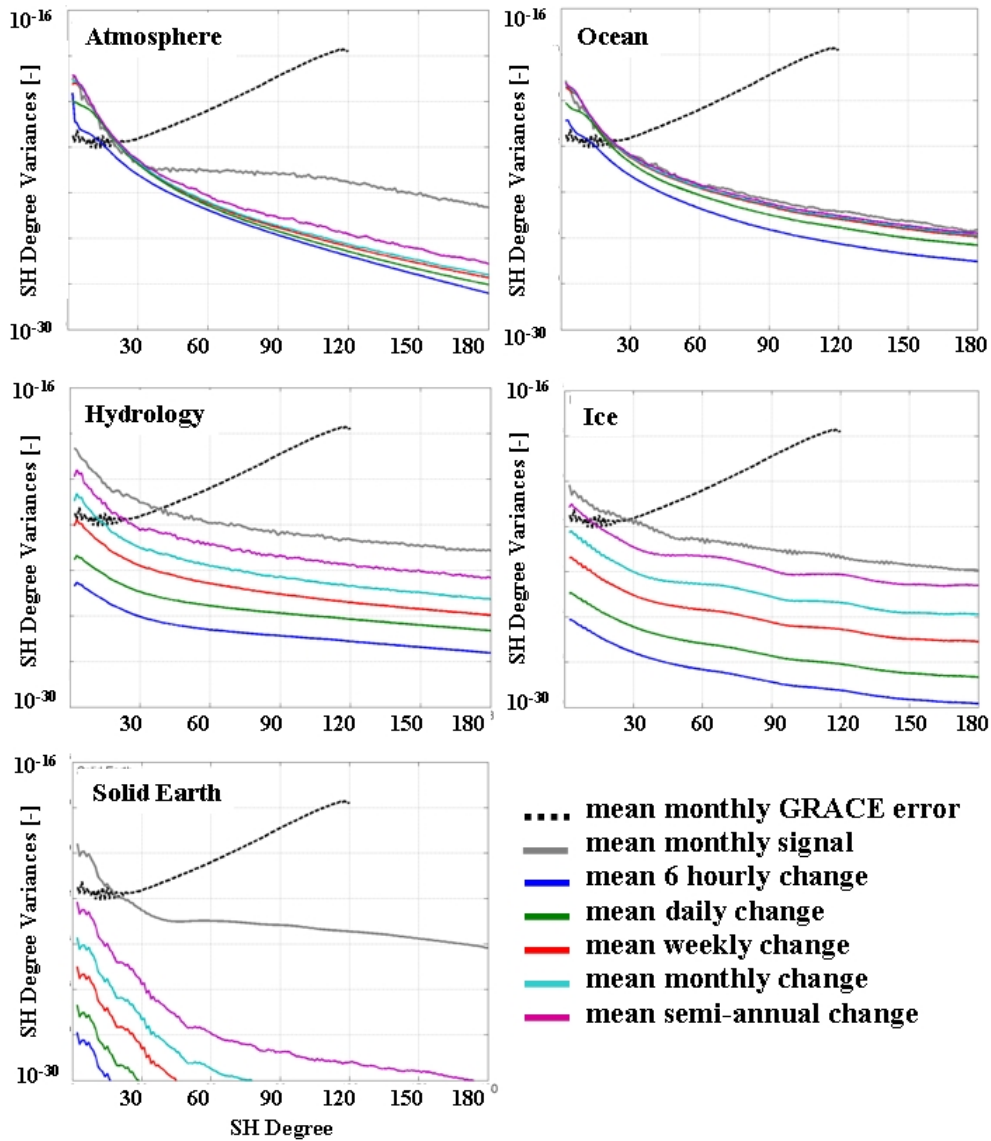 10-16
Atmosphere
SH Degree Variances [-]
10-30
30 60 90 120 150 180
10-16
Ocean
SH Degree Variances [-]
10-30
30 60 90 120 150 180
10-16
Hydrology
SH Degree Variances [-]
10-30
30 60 90 120 150 180
10-16
Ice
SH Degree Variances [-]
10-30
30 60 90 120 150 180
10-16
Solid Earth
SH Degree Variances [-]
10-30
30 60 90 120 150 180
SH Degree
mean monthly GRACE error
mean monthly signal
mean 6 hourly change
mean daily change
mean weekly change
mean monthly change
mean semi-annual change